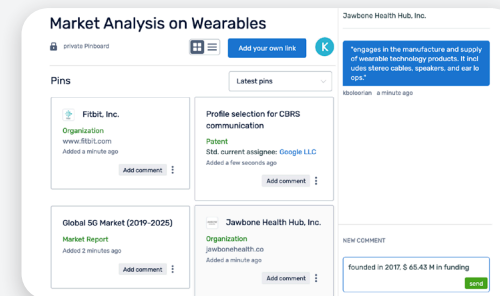 Market Analysis on Wearables
private Pinboard
Add your own link
K
Pins
Latest pins
Fitbit, Inc.
Organization
www.fitbit.com
Added a minute ago
Add comment
Profile selection for CBRS
communication
Patent
Std. current assignee: Google LLC
Added a few seconds ago
Add comment
Global 5G Market (2019-2025)
Market Report
Added 2 minutes ago
Add comment
Jawbone Health Hub, Inc.
Organization
jawbonehealth.co
Added a minute ago
Add comment
Jawbone Health Hub, Inc.
"engages in the manufacture and supply
of wearable technology products. It incl
udes stereo cables, speakers, and ear lo
ops."
kboloorian a minute ago
NEW COMMENT
founded in 2017. $ 65.43 M in funding
send